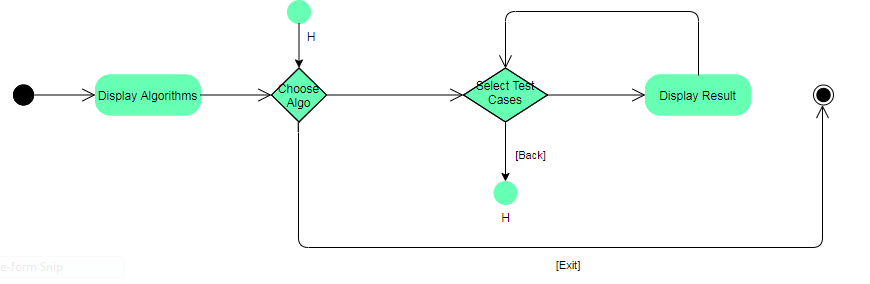 H
Display Algorithms
Choose
Algo
Select Test
Cases
Display Result
[Back]
H
[Exit]
e-form Snip